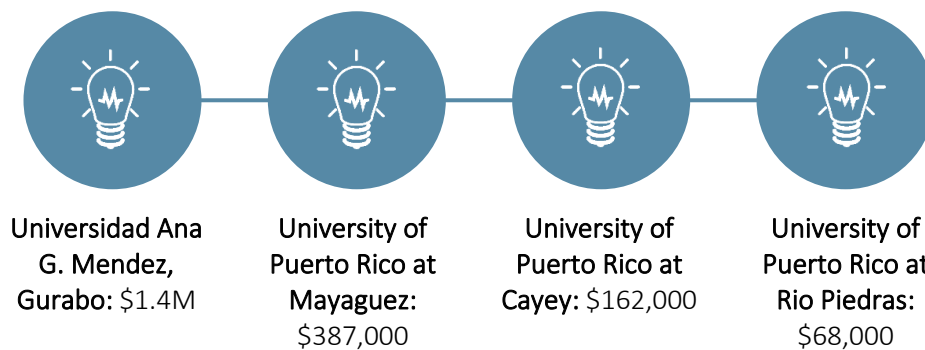 Universidad Ana
G. Mendez,
Gurabo: $1.4M
University of
Puerto Rico at
Mayaguez:
$387,000
University of
Puerto Rico at
Cayey: $162,000
University of
Puerto Rico at
Rio Piedras:
$68,000